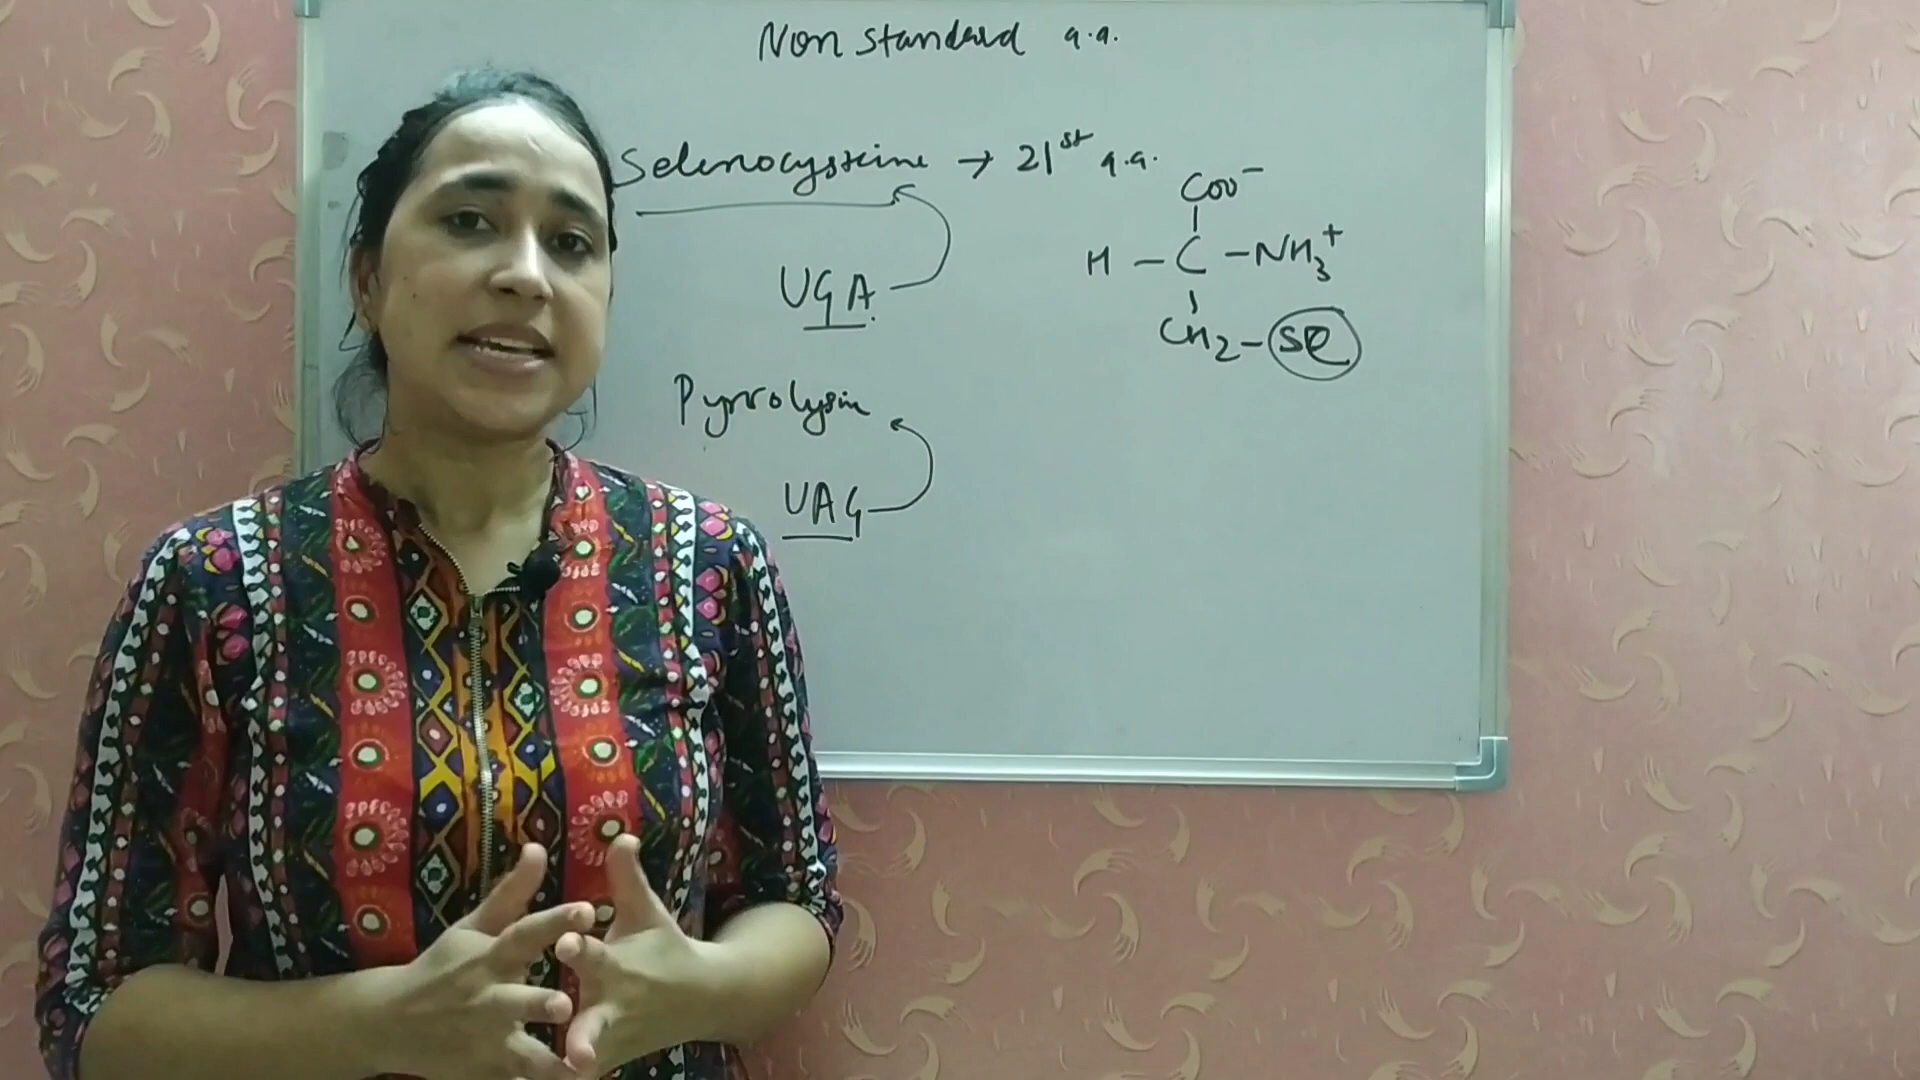 Non standard a.a.
Selenocysteine → 21st a.a.
UGA
COO-
H - C - NH3+
CH2 - Se
Pyrrolysin
UAG